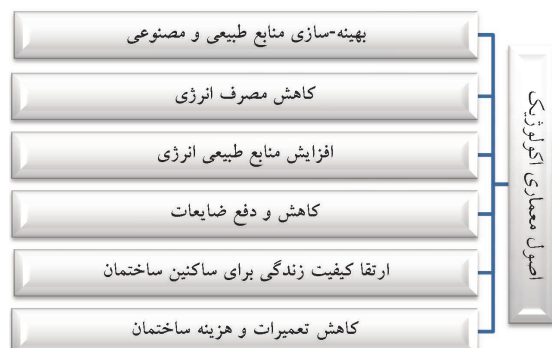 اصول معماری اکولوژیک
بهینه-سازی منابع طبیعی و مصنوعی
کاهش مصرف انرژی
افزایش منابع طبیعی انرژی
کاهش و دفع ضایعات
ارتقا کیفیت زندگی برای ساکنین ساختمان
کاهش تعمیرات و هزینه ساختمان